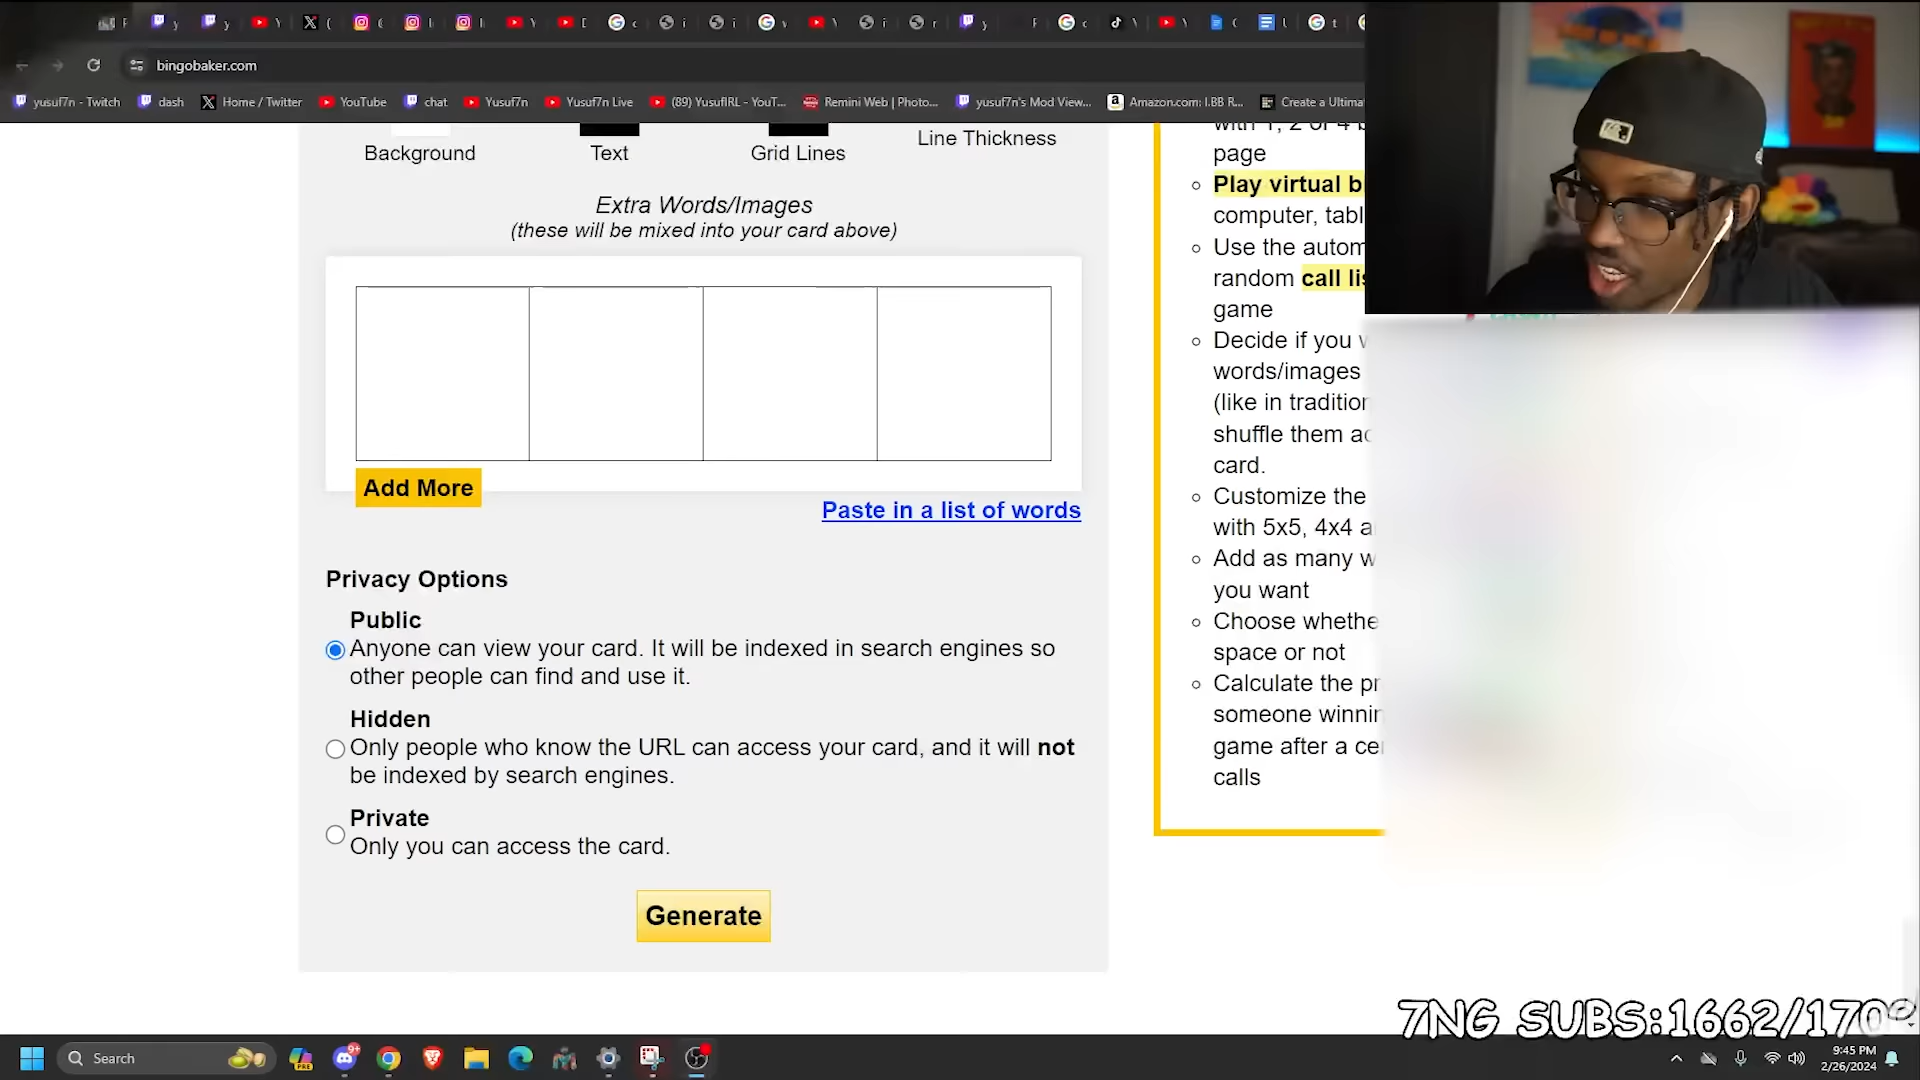 bingobaker.com
yusuf7n - Twitch
dash
Home / Twitter
YouTube
chat
Yusuf7n
Yusuf7n Live
(89) YusufIRL - YouT...
Remini Web | Photo...
yusuf7n's Mod View...
Amazon.com: I.BB R...
Create a Ultima
Background
Text
Grid Lines
Line Thickness
Extra Words/Images
(these will be mixed into your card above)
Add More
Paste in a list of words
Privacy Options
Public
Anyone can view your card. It will be indexed in search engines so
other people can find and use it.
Hidden
Only people who know the URL can access your card, and it will not
be indexed by search engines.
Private
Only you can access the card.
Generate
page
Play virtual b
computer, tabl
Use the autom
random call lis
game
Decide if you
words/images
(like in tradition
shuffle them ac
card.
Customize the
with 5x5, 4x4 a
Add as many w
you want
Choose whethe
space or not
Calculate the pr
someone winnin
game after a cer
calls
7NG SUBS:1662/170
Search
9:45 PM
2/26/2024